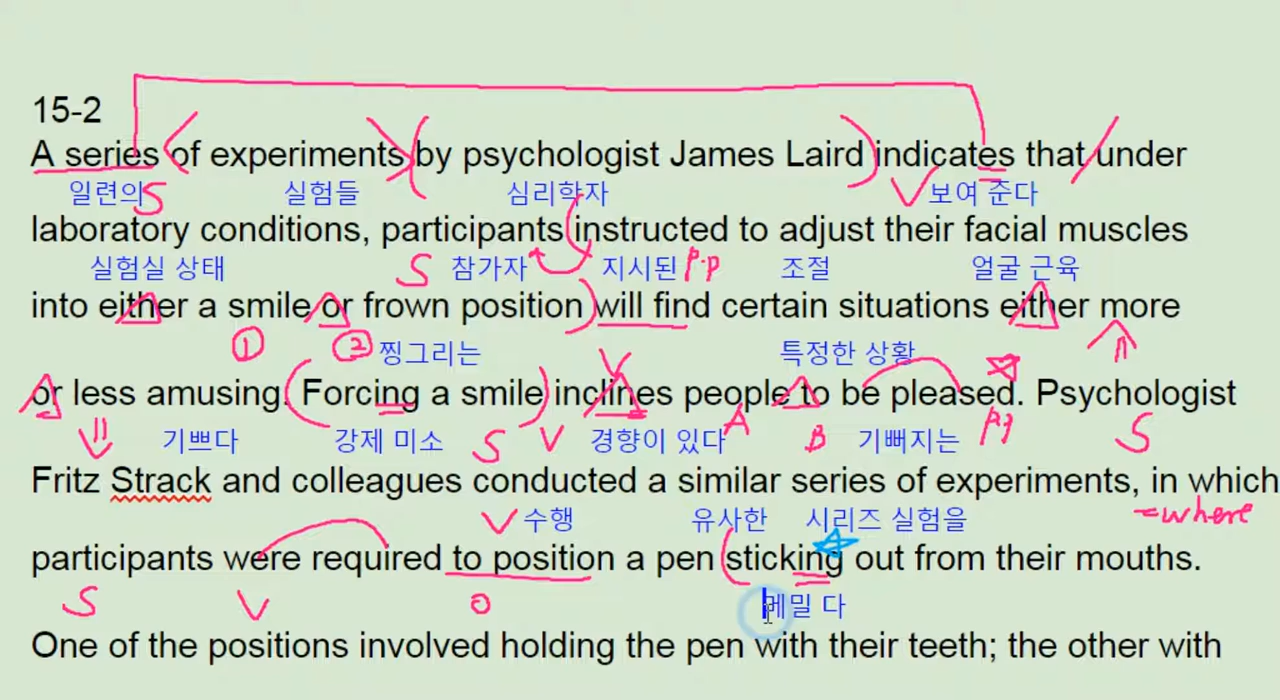 15-2
A series of experiments by psychologist James Laird indicates that under
일련의 S 실험들 심리학자 V 보여 준다
laboratory conditions, participants instructed to adjust their facial muscles
실험실 상태 S 참가자 지시된 p.p 조절 얼굴 근육
into either a smile or frown position will find certain situations either more
① ② 찡그리는 V 특정한 상황
or less amusing. Forcing a smile inclines people to be pleased. Psychologist
기쁘다 강제 미소 S V 경향이 있다 A B 기뻐지는 S
Fritz Strack and colleagues conducted a similar series of experiments, in which
V 수행 유사한 시리즈 실험을 =where
participants were required to position a pen sticking out from their mouths.
S V o 메밀 다
One of the positions involved holding the pen with their teeth; the other with